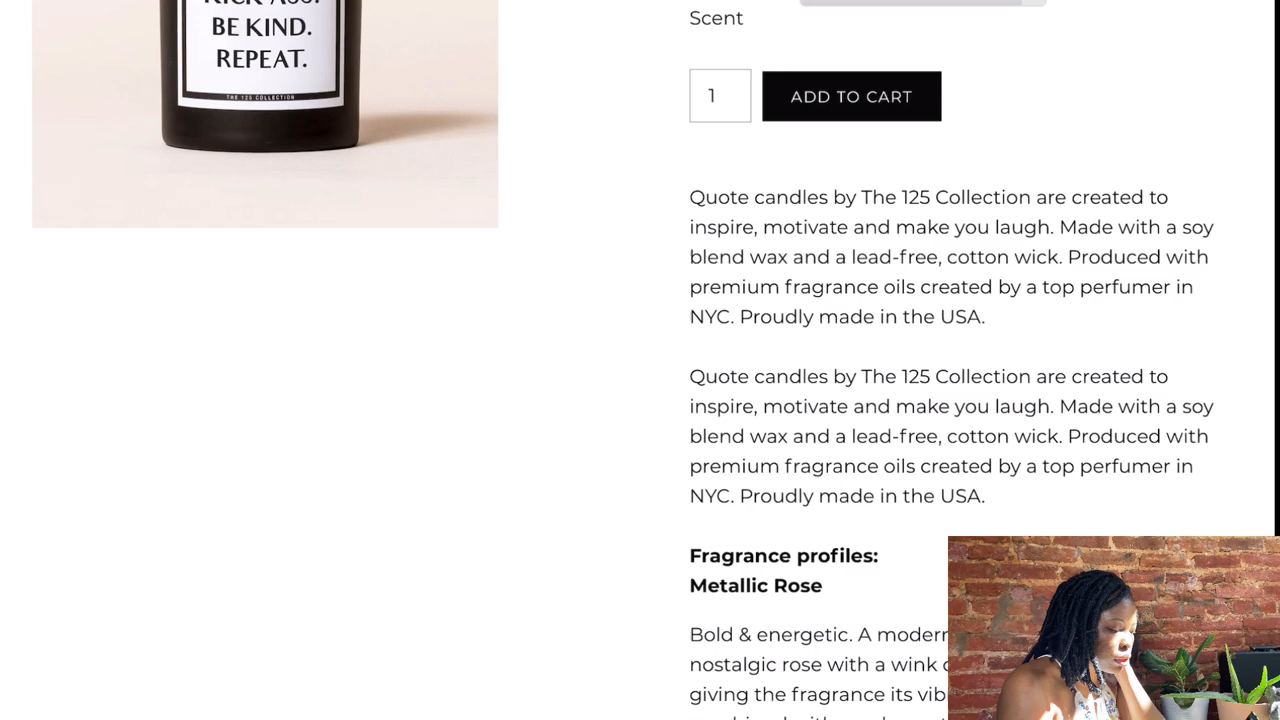 KICK ASS.
BE KIND.
REPEAT.
THE 125 COLLECTION
Scent
1
ADD TO CART
Quote candles by The 125 Collection are created to
inspire, motivate and make you laugh. Made with a soy
blend wax and a lead-free, cotton wick. Produced with
premium fragrance oils created by a top perfumer in
NYC. Proudly made in the USA.
Quote candles by The 125 Collection are created to
inspire, motivate and make you laugh. Made with a soy
blend wax and a lead-free, cotton wick. Produced with
premium fragrance oils created by a top perfumer in
NYC. Proudly made in the USA.
Fragrance profiles:
Metallic Rose
Bold & energetic. A modern
nostalgic rose with a wink
giving the fragrance its